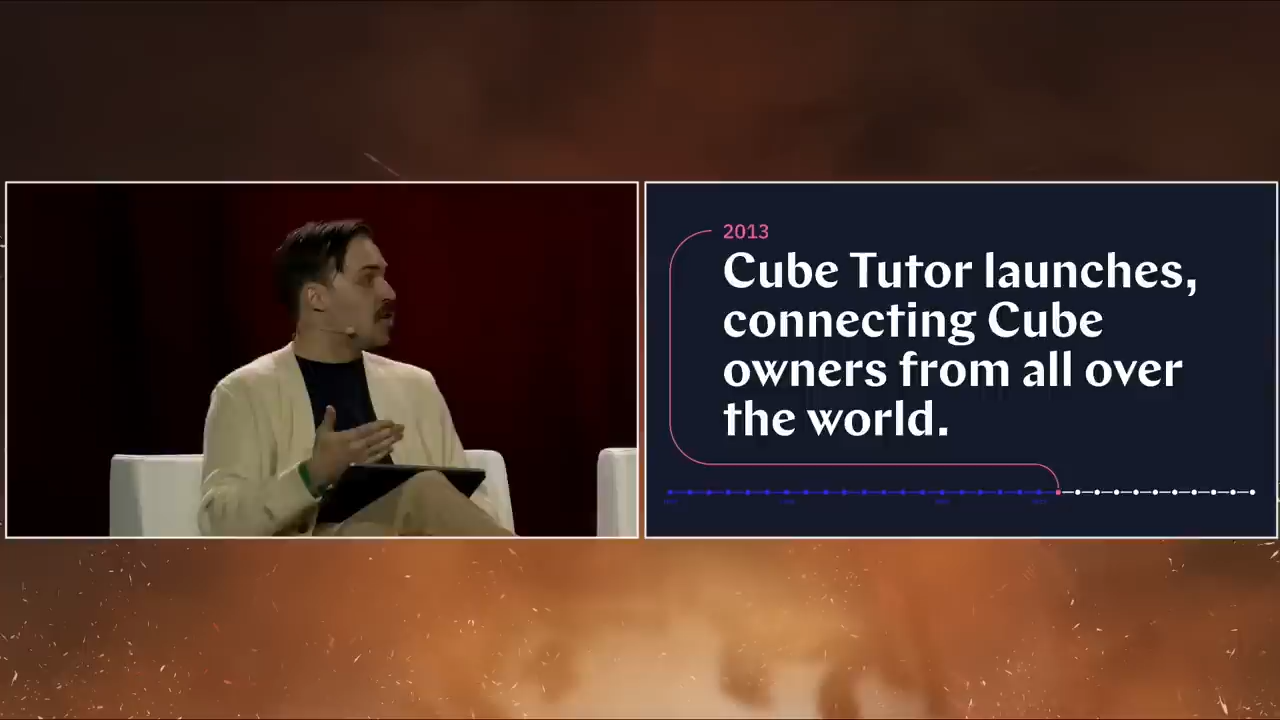 2013
Cube Tutor launches,
connecting Cube
owners from all over
the world.